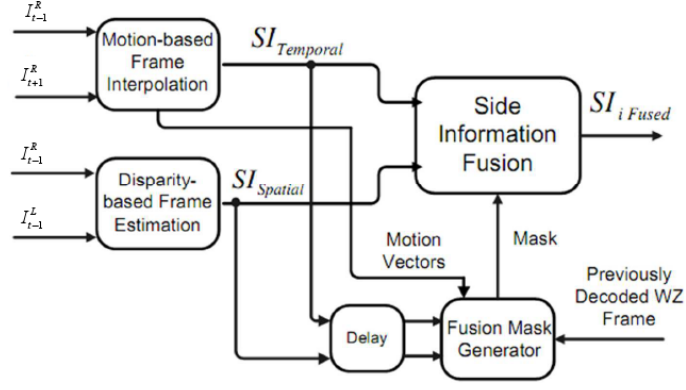 I^R_{t-1}
Motion-based
Frame
Interpolation
I^R_{t+1}
SI_{Temporal}
Side
Information
Fusion
SI_{i Fused}
I^R_{t-1}
Disparity-
based Frame
Estimation
I^L_{t-1}
SI_{Spatial}
Motion
Vectors
Mask
Previously
Decoded WZ
Frame
Delay
Fusion Mask
Generator